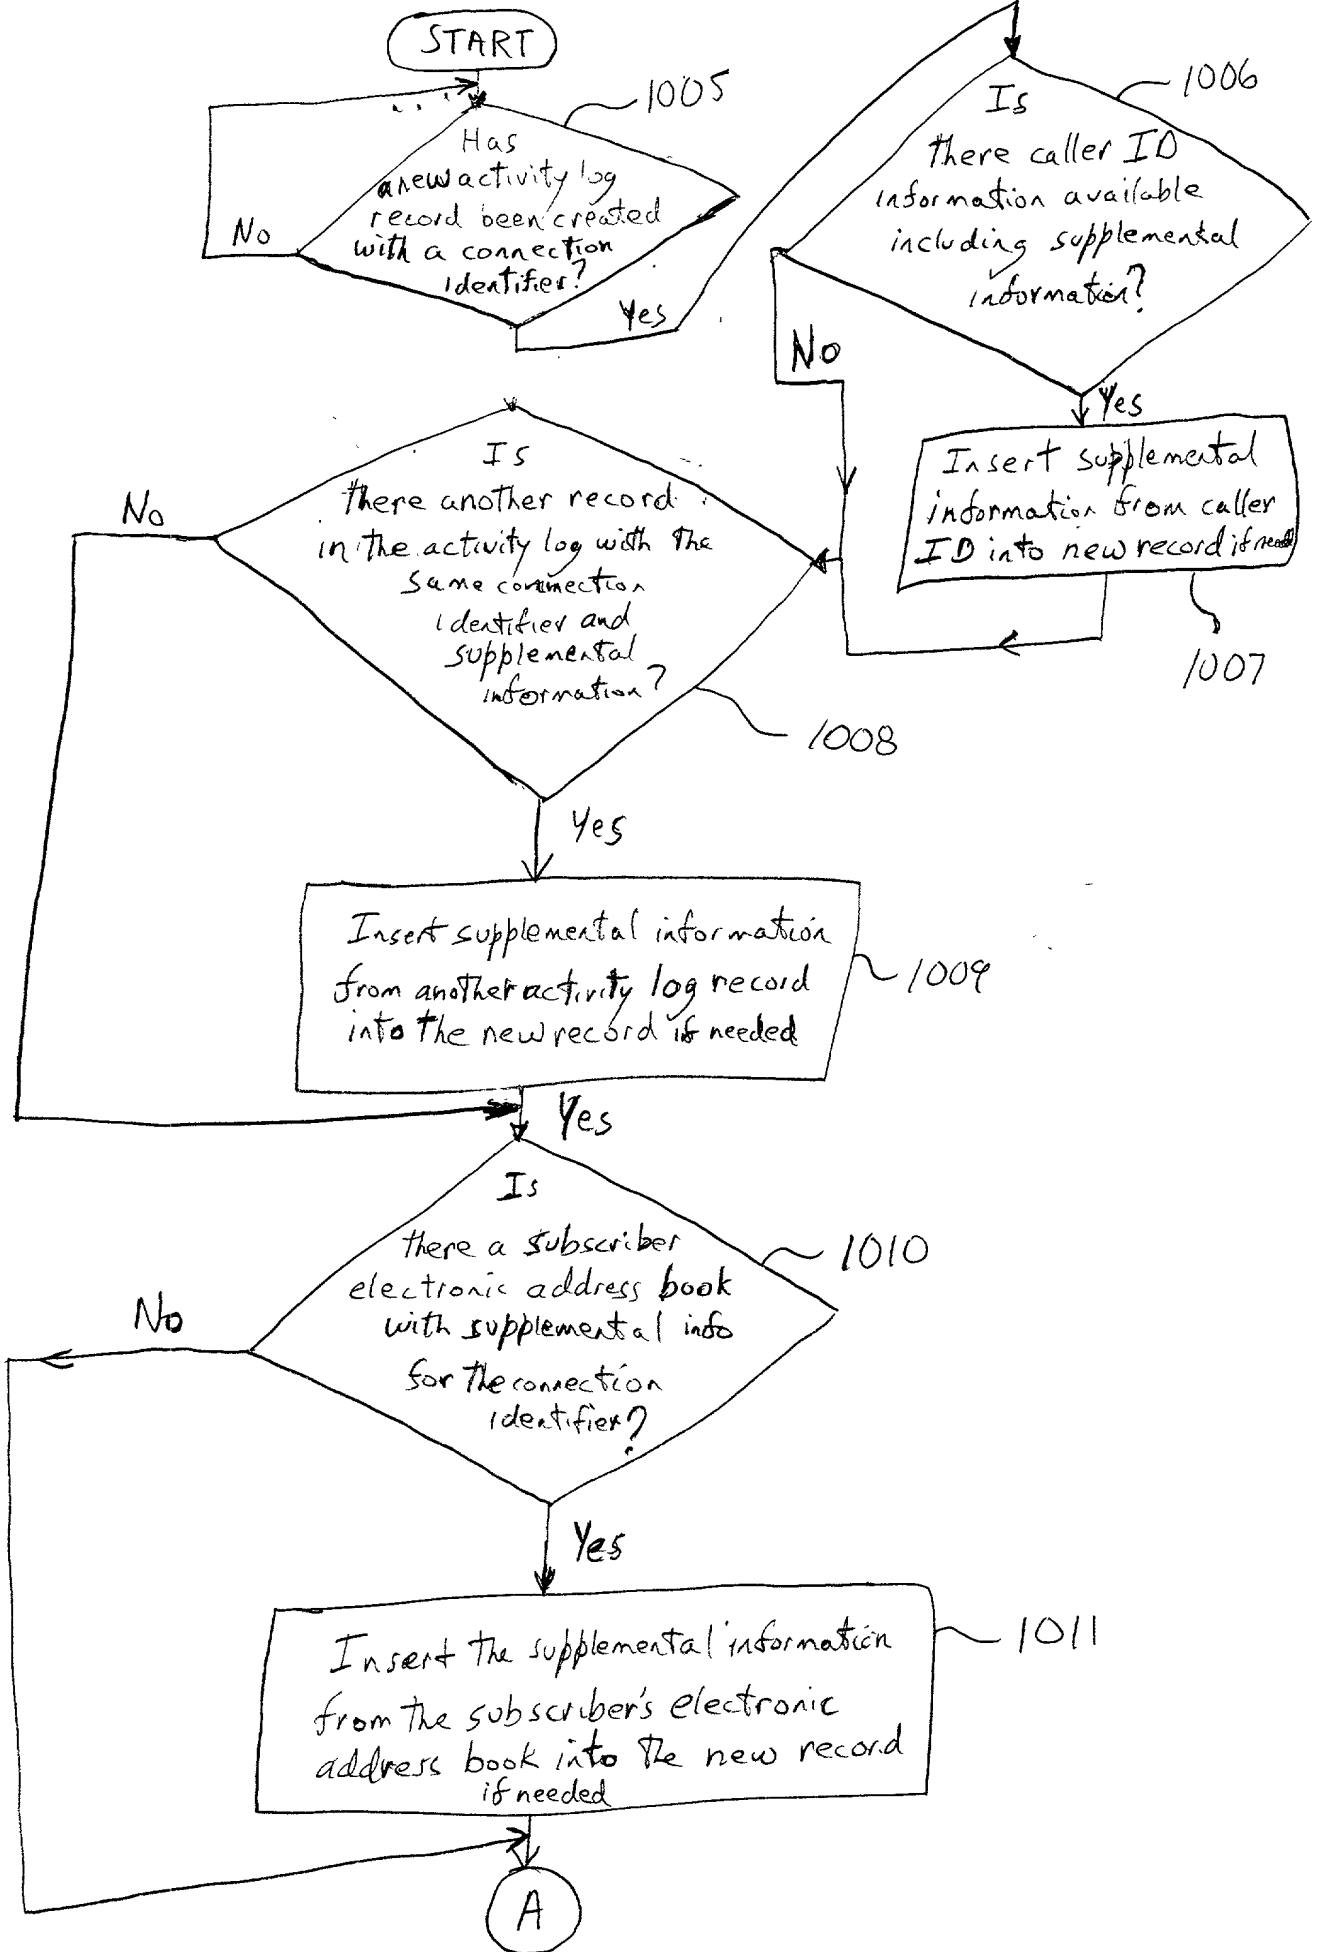 START
1005
Has
a new activity log
record been created
with a connection
identifier?
No
Yes
1006
Is
there caller ID
information available
including supplemental
information?
No
Yes
Insert supplemental
information from caller
ID into new record if need
1007
Is
there another record
in the activity log with the
same connection
identifier and
supplemental
information?
No
1008
Yes
Insert supplemental information
from another activity log record
into the new record if needed
1009
Yes
Is
there a subscriber
electronic address book
with supplemental info
for the connection
identifier?
1010
No
Yes
Insert the supplemental information
from the subscriber's electronic
address book into the new record
if needed
1011
A